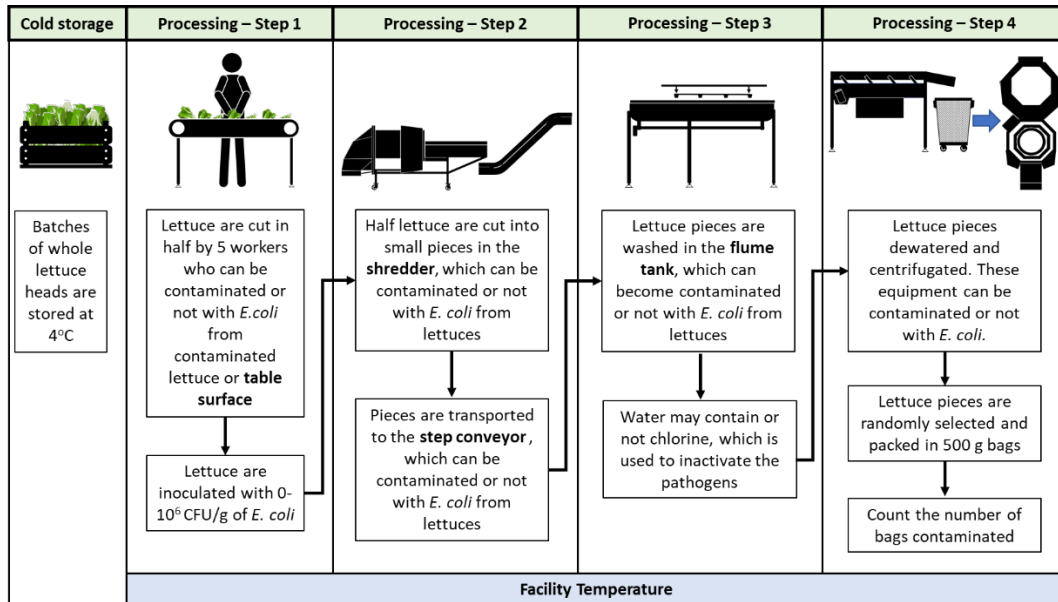 Cold storage
Processing – Step 1
Processing – Step 2
Processing – Step 3
Processing – Step 4
Batches
of whole
lettuce
heads are
stored at
4°C
Lettuce are cut in
half by 5 workers
who can be
contaminated or
not with E.coli
from
contaminated
lettuce or table
surface
Lettuce are
inoculated with 0-
10⁶ CFU/g of E. coli
Half lettuce are cut into
small pieces in the
shredder, which can be
contaminated or not
with E. coli from
lettuces
Pieces are transported
to the step conveyor ,
which can be
contaminated or not
with E. coli from
lettuces
Lettuce pieces are
washed in the flume
tank, which can
become contaminated
or not with E. coli from
lettuces
Water may contain or
not chlorine, which is
used to inactivate the
pathogens
Lettuce pieces
dewatered and
centrifugated. These
equipment can be
contaminated or not
with E. coli.
Lettuce pieces are
randomly selected and
packed in 500 g bags
Count the number of
bags contaminated
Facility Temperature